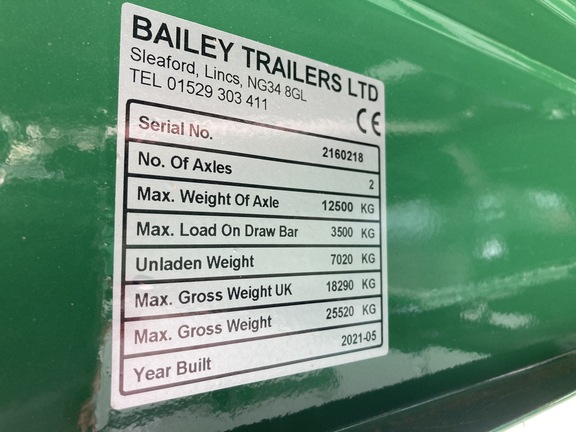 BAILEY TRAILERS LTD
Sleaford, Lincs, NG34 8GL
TEL 01529 303 411
CE
Serial No. 2160218
No. Of Axles 2
Max. Weight Of Axle 12500 KG
Max. Load On Draw Bar 3500 KG
Unladen Weight 7020 KG
Max. Gross Weight UK 18290 KG
Max. Gross Weight 25520 KG
Year Built 2021-05